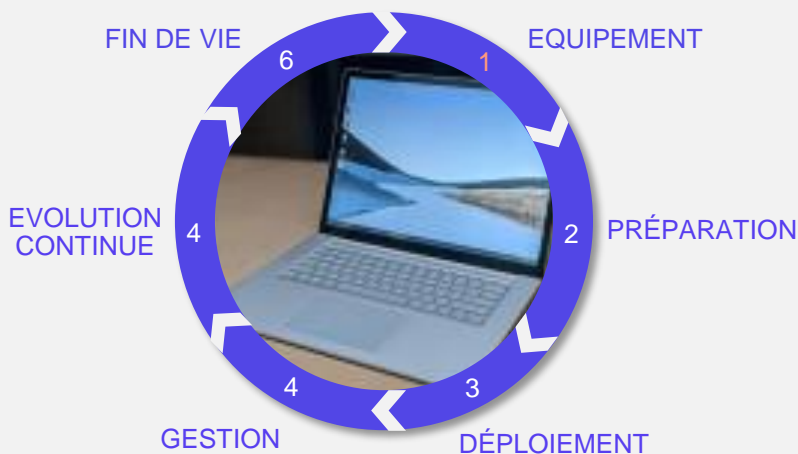 1
EQUIPEMENT
2
PRÉPARATION
3
DÉPLOIEMENT
4
GESTION
4
EVOLUTION
CONTINUE
6
FIN DE VIE